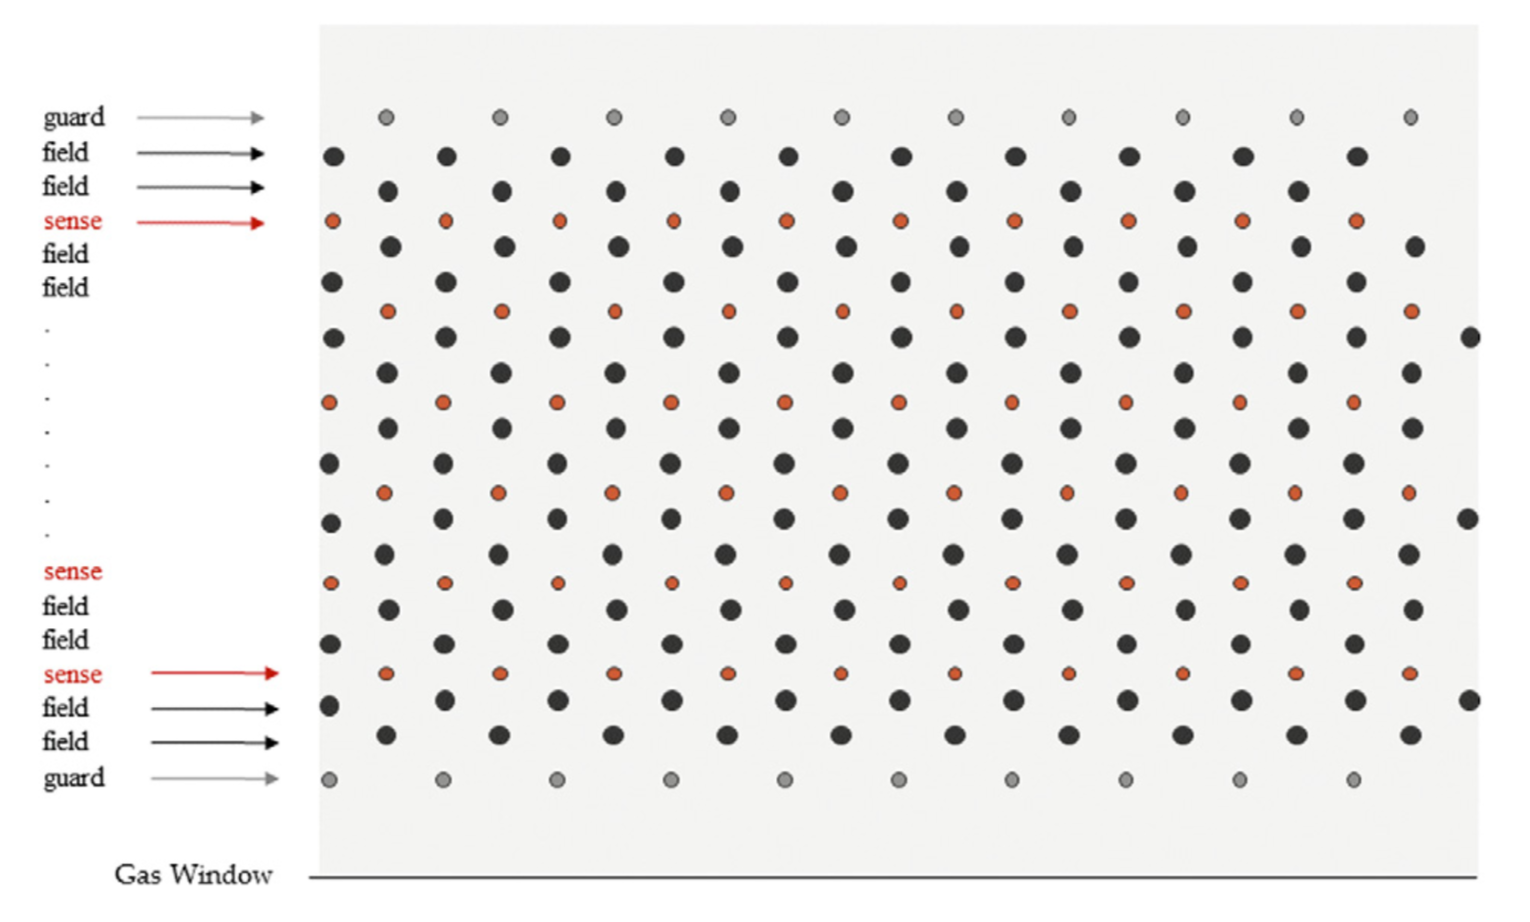 guard
field
field
sense
field
field
.
.
.
.
.
.
.
sense
field
field
sense
field
field
guard
Gas Window